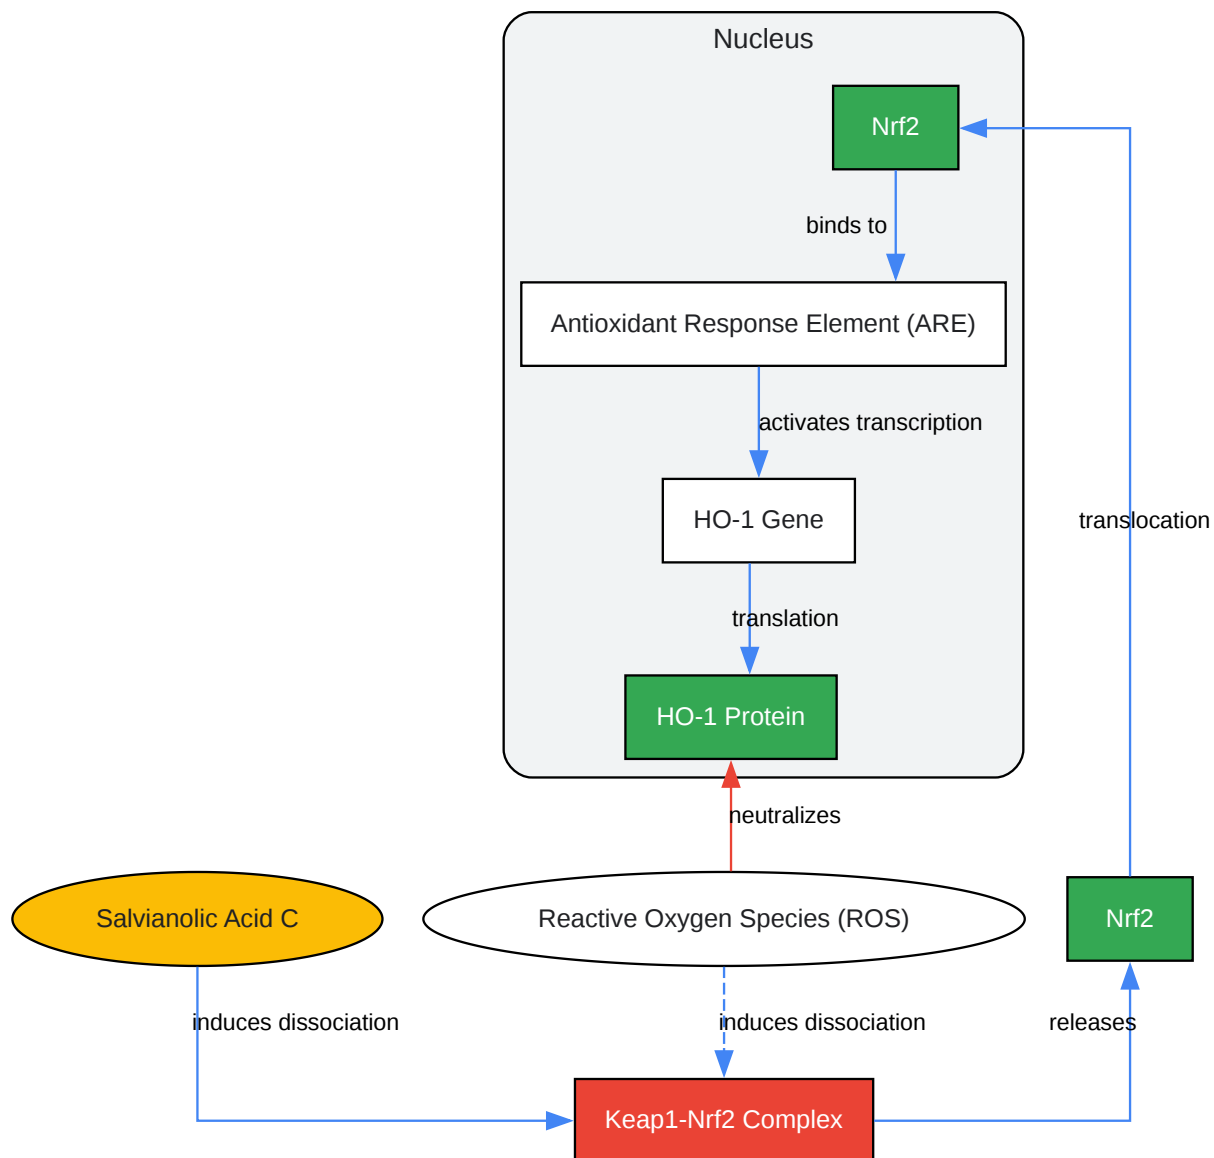 Nucleus
Nrf2
binds to
Antioxidant Response Element (ARE)
activates transcription
HO-1 Gene
translocation
translation
HO-1 Protein
neutralizes
Salvianolic Acid C
Reactive Oxygen Species (ROS)
Nrf2
induces dissociation
induces dissociation
releases
Keap1-Nrf2 Complex